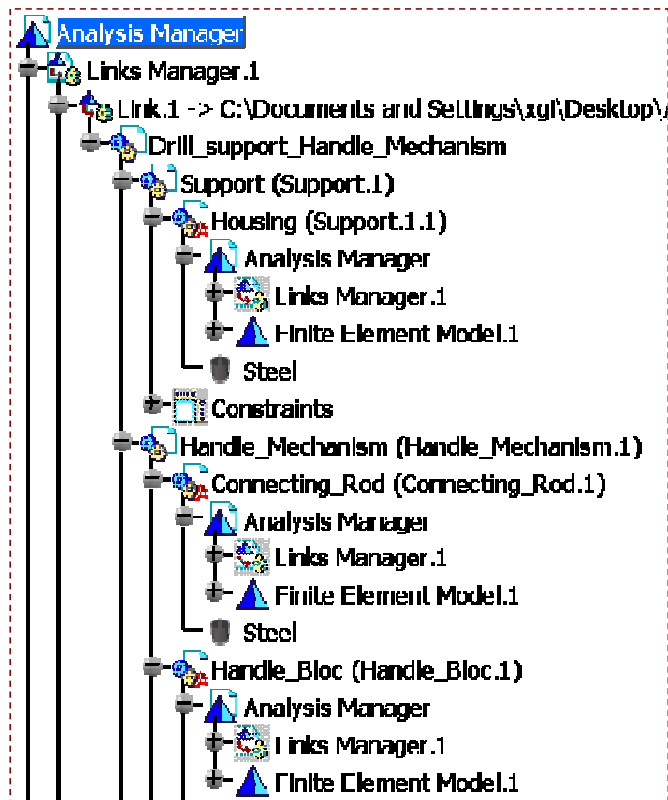 Analysis Manager
Links Manager.1
Link.1 -> C:\Documents and Settings\xgi\Desktop\
Drill_support_Handle_Mechanism
Support (Support.1)
Housing (Support.1.1)
Analysis Manager
Links Manager.1
Finite Element Model.1
Steel
Constraints
Handle_Mechanism (Handle_Mechanism.1)
Connecting_Rod (Connecting_Rod.1)
Analysis Manager
Links Manager.1
Finite Element Model.1
Steel
Handle_Bloc (Handle_Bloc.1)
Analysis Manager
Links Manager.1
Finite Element Model.1